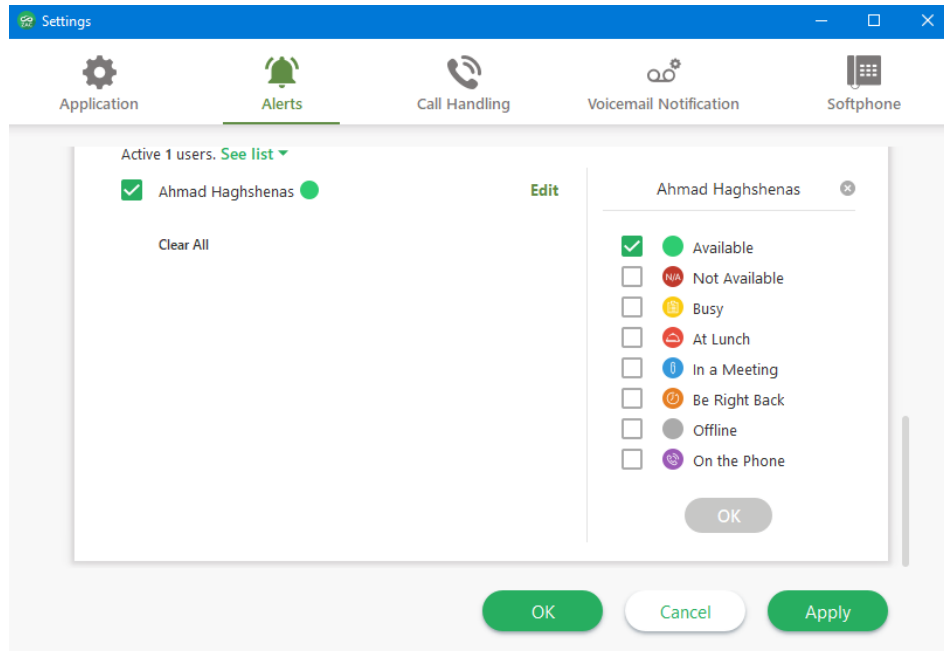 Settings
Application
Alerts
Call Handling
Voicemail Notification
Softphone
Active 1 users. See list
Ahmad Haghshenas
Edit
Clear All
Ahmad Haghshenas
Available
N/A Not Available
Busy
At Lunch
In a Meeting
Be Right Back
Offline
On the Phone
OK
OK
Cancel
Apply